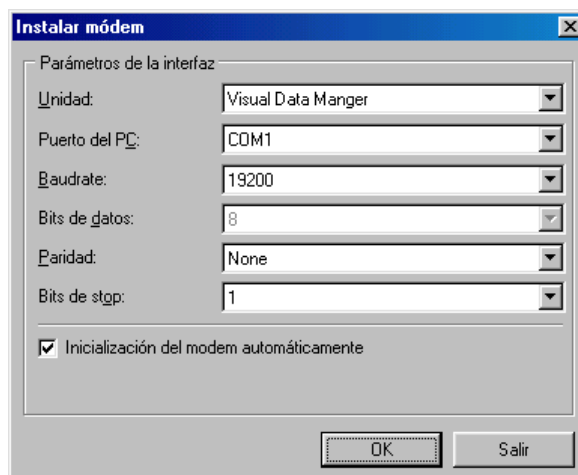 Instalar módem
Parámetros de la interfaz
Unidad: Visual Data Manger
Puerto del PC: COM1
Baudrate: 19200
Bits de datos: 8
Paridad: None
Bits de stop: 1
Inicialización del modem automáticamente
OK Salir